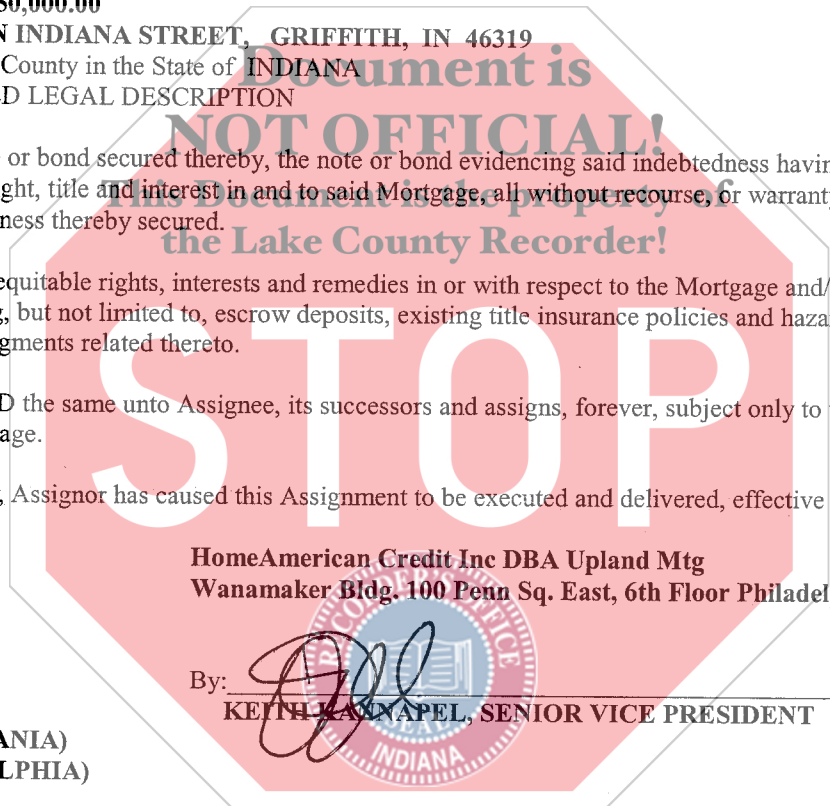 50,000.00
N INDIANA STREET, GRIFFITH, IN 46319
County in the State of INDIANA
D LEGAL DESCRIPTION
Document is
NOT OFFICIAL!
This Document is the property of
the Lake County Recorder!
or bond secured thereby, the note or bond evidencing said indebtedness havin
ght, title and interest in and to said Mortgage, all without recourse, or warranty
ness thereby secured.
equitable rights, interests and remedies in or with respect to the Mortgage and/
, but not limited to, escrow deposits, existing title insurance policies and haza
gments related thereto.
STOP
D the same unto Assignee, its successors and assigns, forever, subject only to
age.
, Assignor has caused this Assignment to be executed and delivered, effective
HomeAmerican Credit Inc DBA Upland Mtg
Wanamaker Bldg. 100 Penn Sq. East, 6th Floor Philadel
By:
KEITH KANNAPEL, SENIOR VICE PRESIDENT
RECORDER'S OFFICE
SEAL
INDIANA
ANIA)
LPHIA)